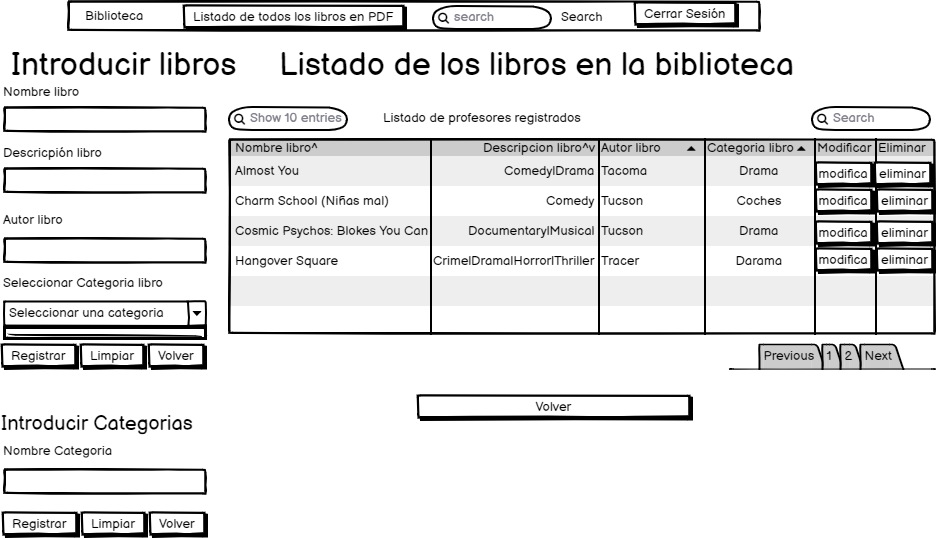 Biblioteca Listado de todos los libros en PDF search Search Cerrar Sesión
Introducir libros
Nombre libro
Descricpión libro
Autor libro
Seleccionar Categoria libro
Seleccionar una categoria
Registrar Limpiar Volver
Introducir Categorias
Nombre Categoria
Registrar Limpiar Volver
Listado de los libros en la biblioteca
Show 10 entries Listado de profesores registrados Search
Nombre libro^ Descripcion libro^v Autor libro Categoria libro Modificar Eliminar
Almost You Comedy|Drama Tacoma Drama modifica eliminar
Charm School (Niñas mal) Comedy Tucson Coches modifica eliminar
Cosmic Psychos: Blokes You Can Documentary|Musical Tucson Drama modifica eliminar
Hangover Square Crime|Drama|Horror|Thriller Tracer Darama modifica eliminar
Previous 1 2 Next
Volver